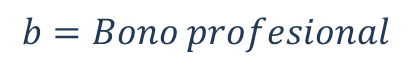 b = Bono profesional